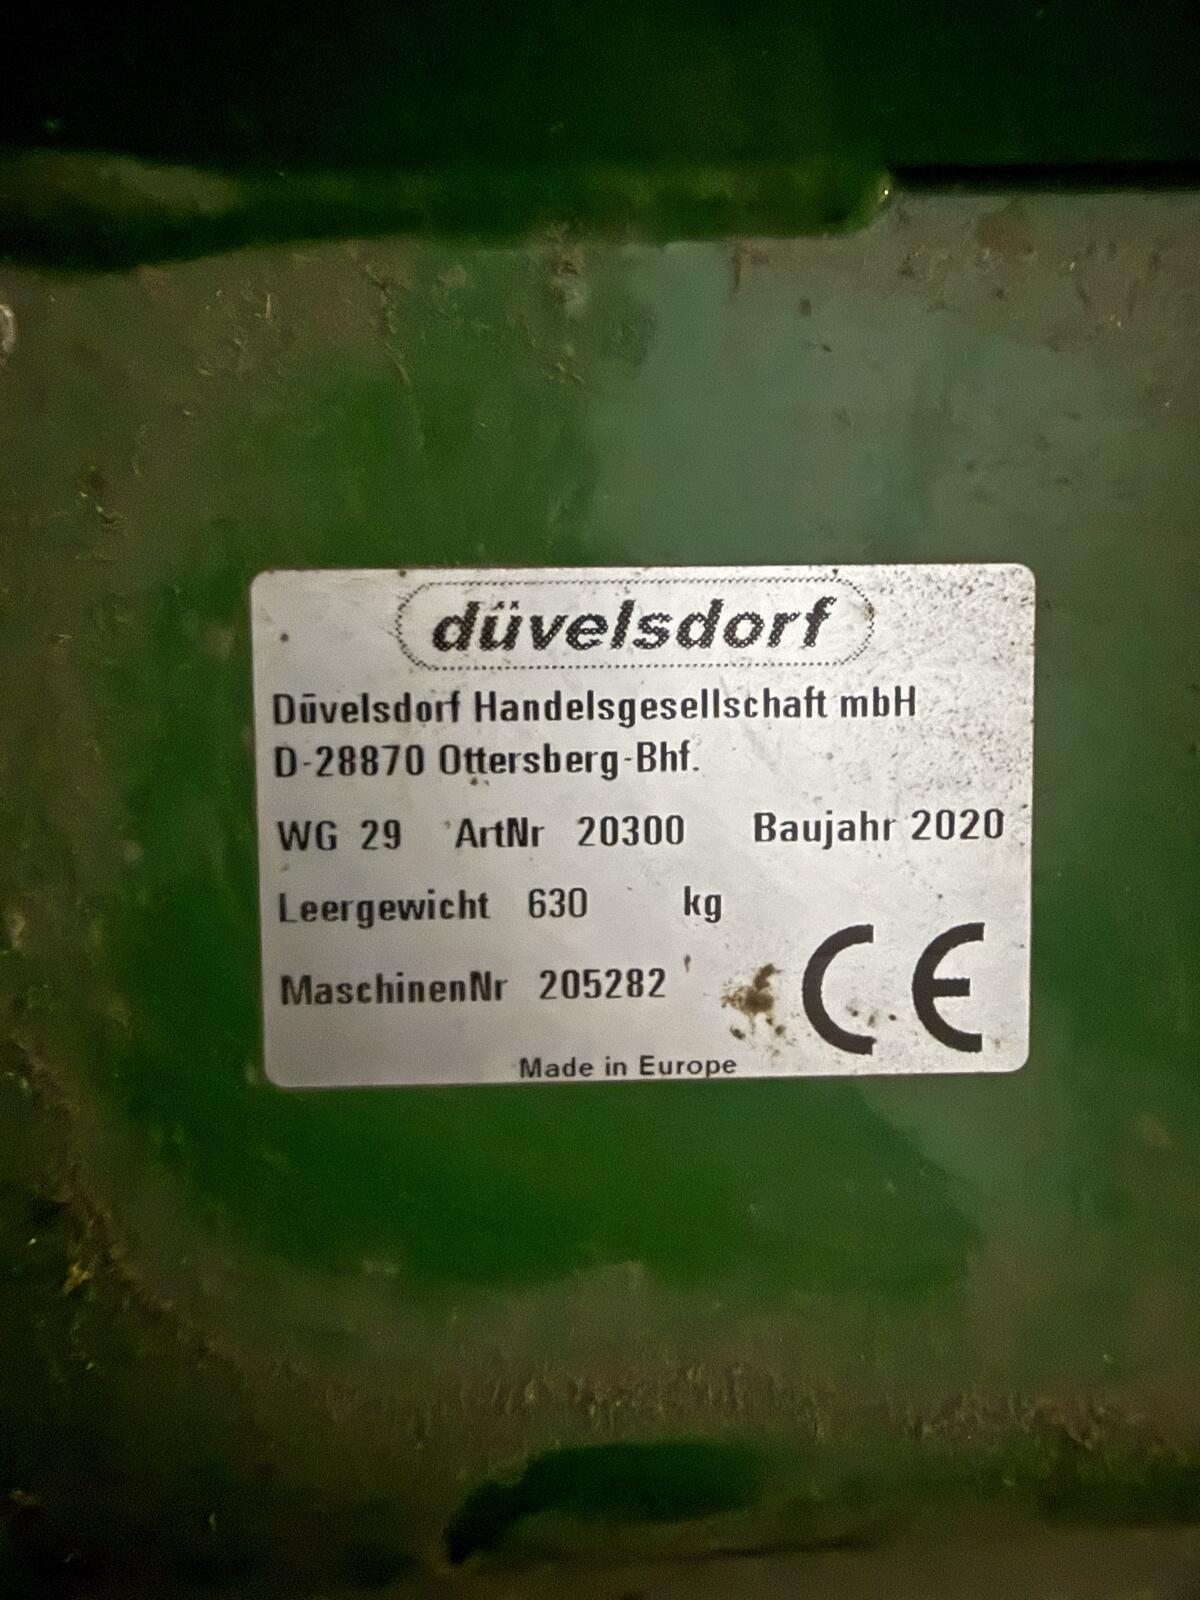 düvelsdorf
Düvelsdorf Handelsgesellschaft mbH
D-28870 Ottersberg-Bhf.
WG 29 ArtNr 20300 Baujahr 2020
Leergewicht 630 kg
MaschinenNr 205282
CE
Made in Europe